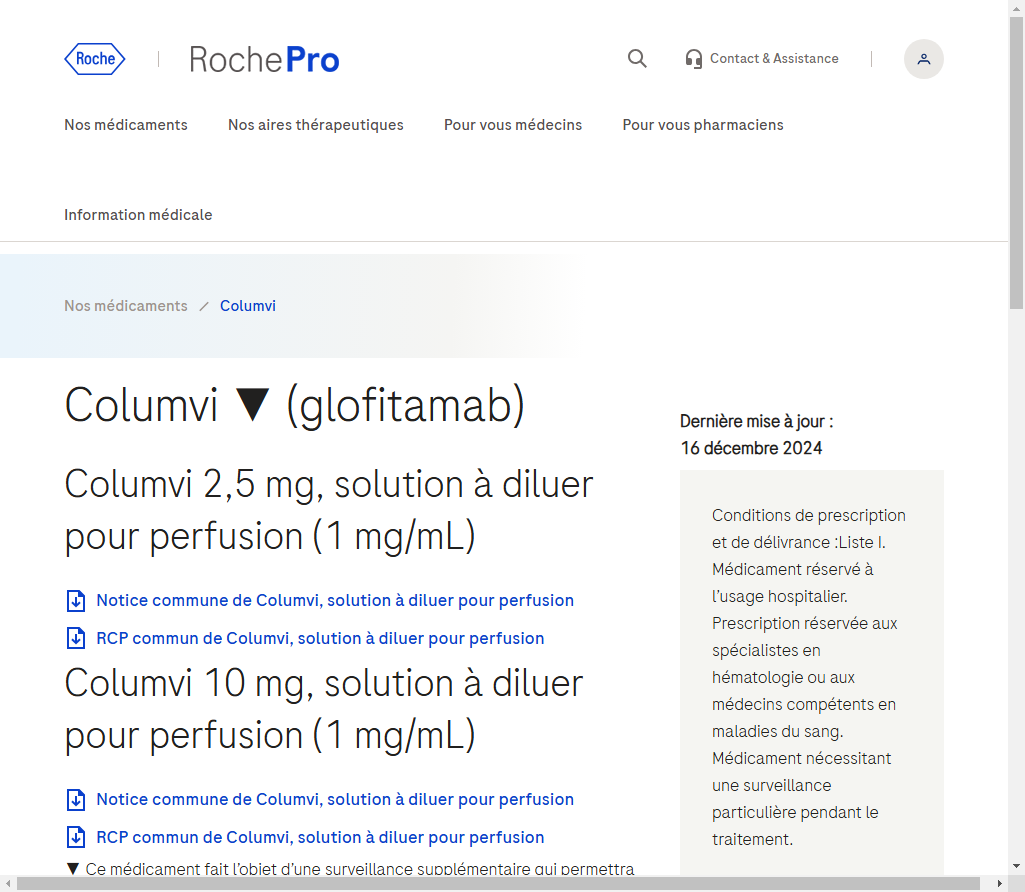 Roche
RochePro
Contact & Assistance
Nos médicaments
Nos aires thérapeutiques
Pour vous médecins
Pour vous pharmaciens
Information médicale
Nos médicaments / Columvi
Columvi ▼ (glofitamab)
Columvi 2,5 mg, solution à diluer
pour perfusion (1 mg/mL)
Notice commune de Columvi, solution à diluer pour perfusion
RCP commun de Columvi, solution à diluer pour perfusion
Columvi 10 mg, solution à diluer
pour perfusion (1 mg/mL)
Notice commune de Columvi, solution à diluer pour perfusion
RCP commun de Columvi, solution à diluer pour perfusion
▼ Ce médicament fait l’objet d’une surveillance supplémentaire qui permettra
Dernière mise à jour :
16 décembre 2024
Conditions de prescription
et de délivrance :Liste I.
Médicament réservé à
l’usage hospitalier.
Prescription réservée aux
spécialistes en
hématologie ou aux
médecins compétents en
maladies du sang.
Médicament nécessitant
une surveillance
particulière pendant le
traitement.